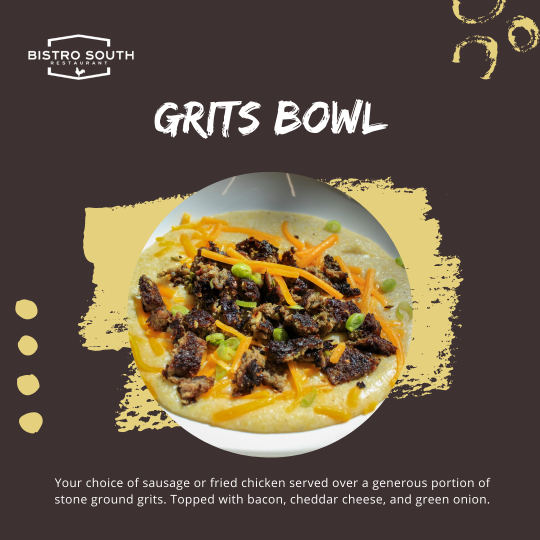 BISTRO SOUTH
RESTAURANT
GRITS BOWL
Your choice of sausage or fried chicken served over a generous portion of
stone ground grits. Topped with bacon, cheddar cheese, and green onion.